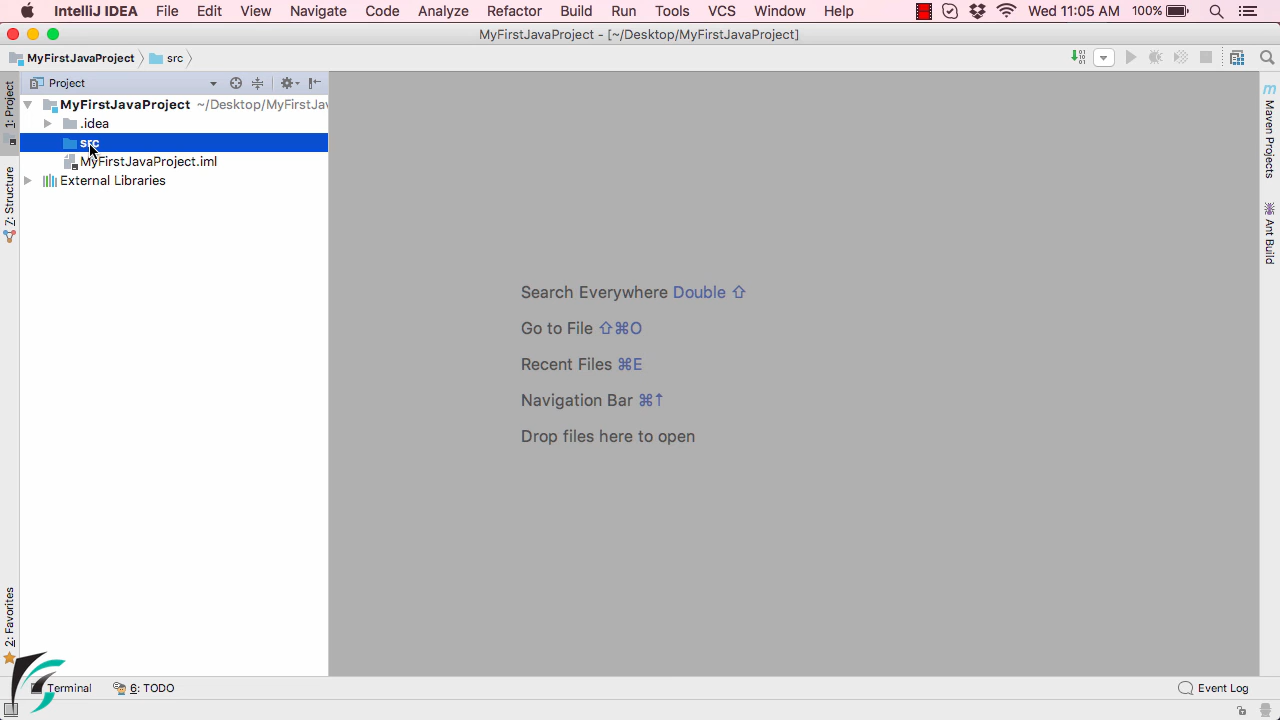 IntelliJ IDEA File Edit View Navigate Code Analyze Refactor Build Run Tools VCS Window Help Wed 11:05 AM 100%
MyFirstJavaProject - [~/Desktop/MyFirstJavaProject]
MyFirstJavaProject src
Project
MyFirstJavaProject ~/Desktop/MyFirstJav
.idea
src
MyFirstJavaProject.iml
External Libraries
1: Project
7: Structure
2: Favorites
Search Everywhere Double ⇧
Go to File ⇧⌘O
Recent Files ⌘E
Navigation Bar ⌘↑
Drop files here to open
m Maven Projects
Ant Build
Terminal 6: TODO Event Log